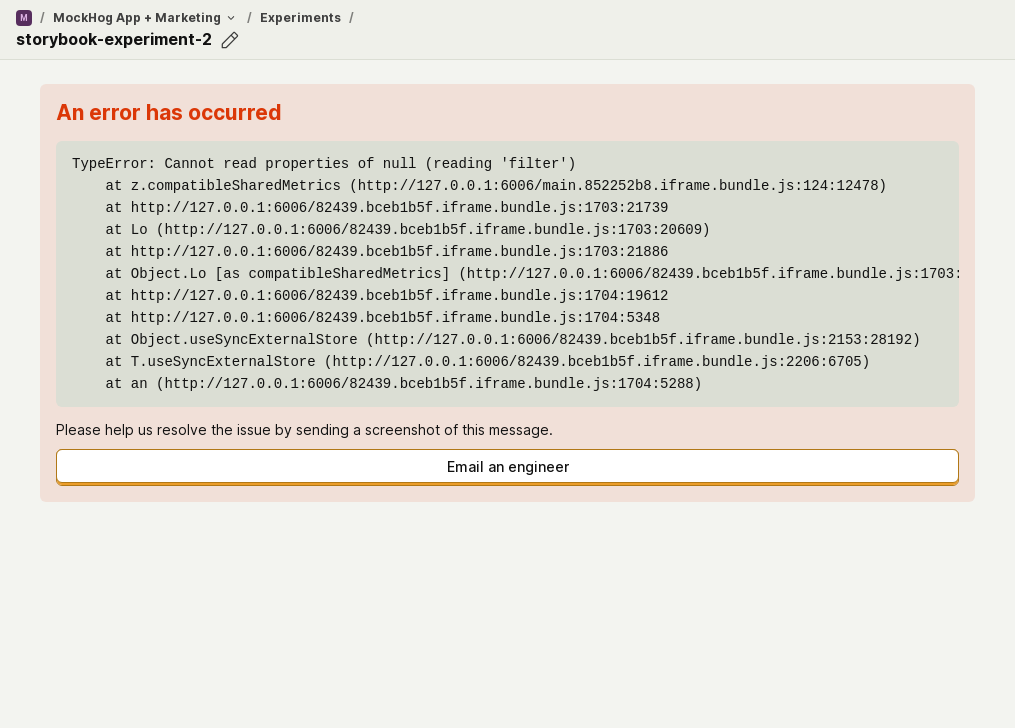 M / MockHog App + Marketing / Experiments /
storybook-experiment-2
An error has occurred
TypeError: Cannot read properties of null (reading 'filter')
    at z.compatibleSharedMetrics (http://127.0.0.1:6006/main.852252b8.iframe.bundle.js:124:12478)
    at http://127.0.0.1:6006/82439.bceb1b5f.iframe.bundle.js:1703:21739
    at Lo (http://127.0.0.1:6006/82439.bceb1b5f.iframe.bundle.js:1703:20609)
    at http://127.0.0.1:6006/82439.bceb1b5f.iframe.bundle.js:1703:21886
    at Object.Lo [as compatibleSharedMetrics] (http://127.0.0.1:6006/82439.bceb1b5f.iframe.bundle.js:1703:
    at http://127.0.0.1:6006/82439.bceb1b5f.iframe.bundle.js:1704:19612
    at http://127.0.0.1:6006/82439.bceb1b5f.iframe.bundle.js:1704:5348
    at Object.useSyncExternalStore (http://127.0.0.1:6006/82439.bceb1b5f.iframe.bundle.js:2153:28192)
    at T.useSyncExternalStore (http://127.0.0.1:6006/82439.bceb1b5f.iframe.bundle.js:2206:6705)
    at an (http://127.0.0.1:6006/82439.bceb1b5f.iframe.bundle.js:1704:5288)
Please help us resolve the issue by sending a screenshot of this message.
Email an engineer